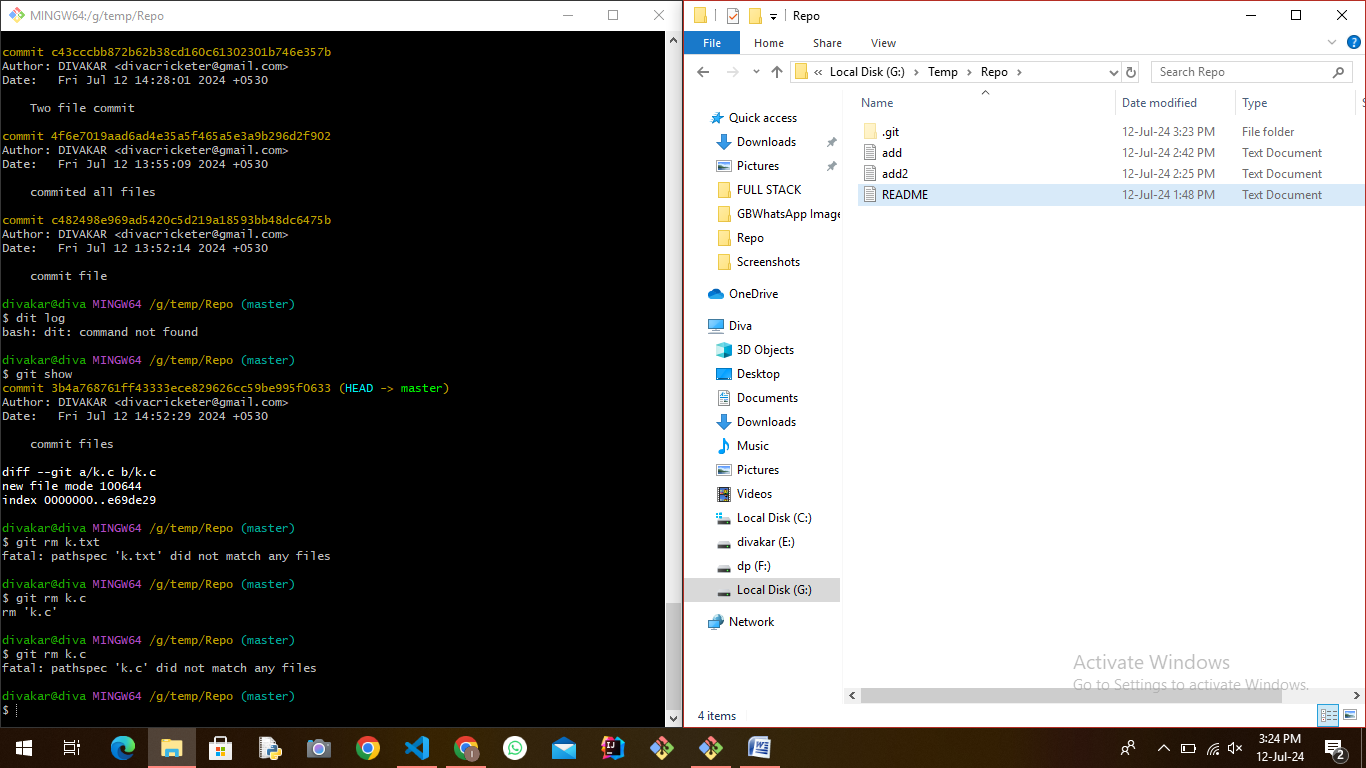 MINGW64:/g/temp/Repo
commit c43cccbb872b62b38cd160c61302301b746e357b
Author: DIVAKAR <divacricketer@gmail.com>
Date:   Fri Jul 12 14:28:01 2024 +0530
Two file commit
commit 4f6e7019aad6ad4e35a5f465a5e3a9b296d2f902
Author: DIVAKAR <divacricketer@gmail.com>
Date:   Fri Jul 12 13:55:09 2024 +0530
commited all files
commit c482498e969ad5420c5d219a18593bb48dc6475b
Author: DIVAKAR <divacricketer@gmail.com>
Date:   Fri Jul 12 13:52:14 2024 +0530
commit file
divakar@diva MINGW64 /g/temp/Repo (master)
$ dit log
bash: dit: command not found
divakar@diva MINGW64 /g/temp/Repo (master)
$ git show
commit 3b4a768761ff43333ece829626cc59be995f0633 (HEAD -> master)
Author: DIVAKAR <divacricketer@gmail.com>
Date:   Fri Jul 12 14:52:29 2024 +0530
commit files
diff --git a/k.c b/k.c
new file mode 100644
index 0000000..e69de29
divakar@diva MINGW64 /g/temp/Repo (master)
$ git rm k.txt
fatal: pathspec 'k.txt' did not match any files
divakar@diva MINGW64 /g/temp/Repo (master)
$ git rm k.c
rm 'k.c'
divakar@diva MINGW64 /g/temp/Repo (master)
$ git rm k.c
fatal: pathspec 'k.c' did not match any files
divakar@diva MINGW64 /g/temp/Repo (master)
$
Repo
File Home Share View
« Local Disk (G:) > Temp > Repo >
Search Repo
Quick access
Downloads
Pictures
FULL STACK
GBWhatsApp Image
Repo
Screenshots
OneDrive
Diva
3D Objects
Desktop
Documents
Downloads
Music
Pictures
Videos
Local Disk (C:)
divakar (E:)
dp (F:)
Local Disk (G:)
Network
Name Date modified Type
.git 12-Jul-24 3:23 PM File folder
add 12-Jul-24 2:42 PM Text Document
add2 12-Jul-24 2:25 PM Text Document
README 12-Jul-24 1:48 PM Text Document
Activate Windows
Go to Settings to activate Windows.
4 items
3:24 PM
12-Jul-24
2